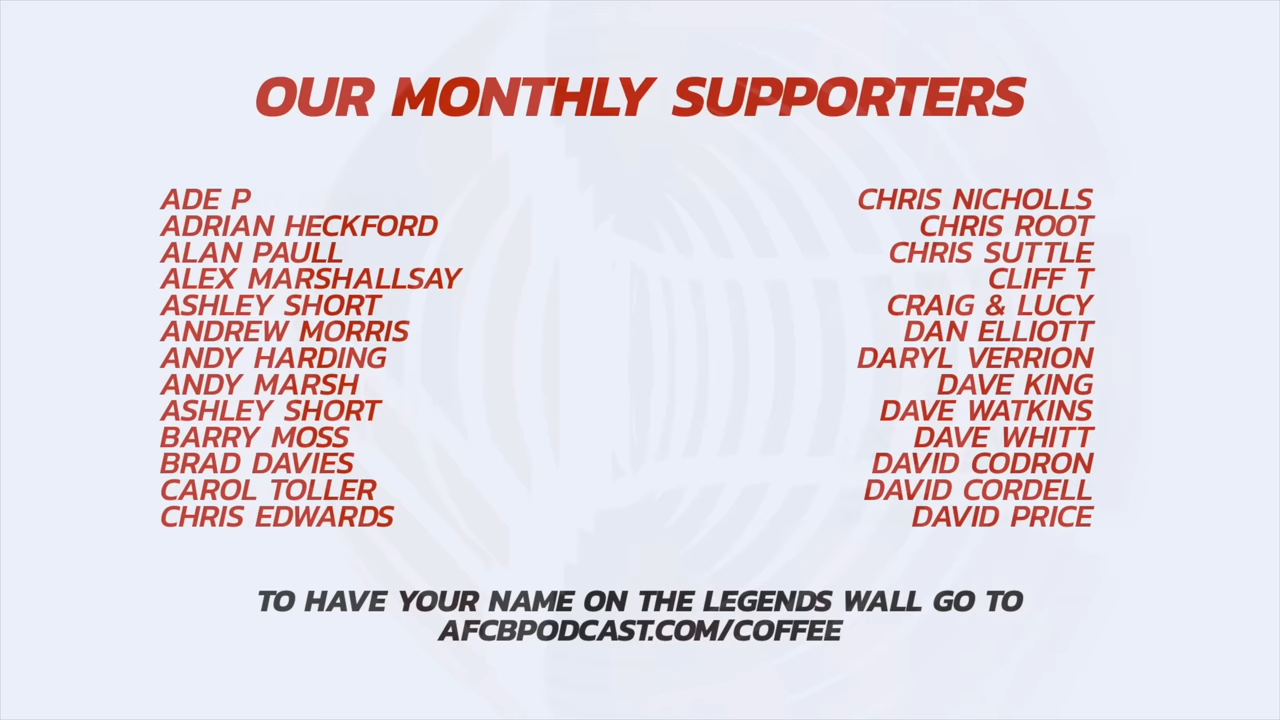 OUR MONTHLY SUPPORTERS
ADE P
ADRIAN HECKFORD
ALAN PAULL
ALEX MARSHALLSAY
ASHLEY SHORT
ANDREW MORRIS
ANDY HARDING
ANDY MARSH
ASHLEY SHORT
BARRY MOSS
BRAD DAVIES
CAROL TOLLER
CHRIS EDWARDS
CHRIS NICHOLLS
CHRIS ROOT
CHRIS SUTTLE
CLIFF T
CRAIG & LUCY
DAN ELLIOTT
DARYL VERRION
DAVE KING
DAVE WATKINS
DAVE WHITT
DAVID CODRON
DAVID CORDELL
DAVID PRICE
TO HAVE YOUR NAME ON THE LEGENDS WALL GO TO
AFCBPODCAST.COM/COFFEE